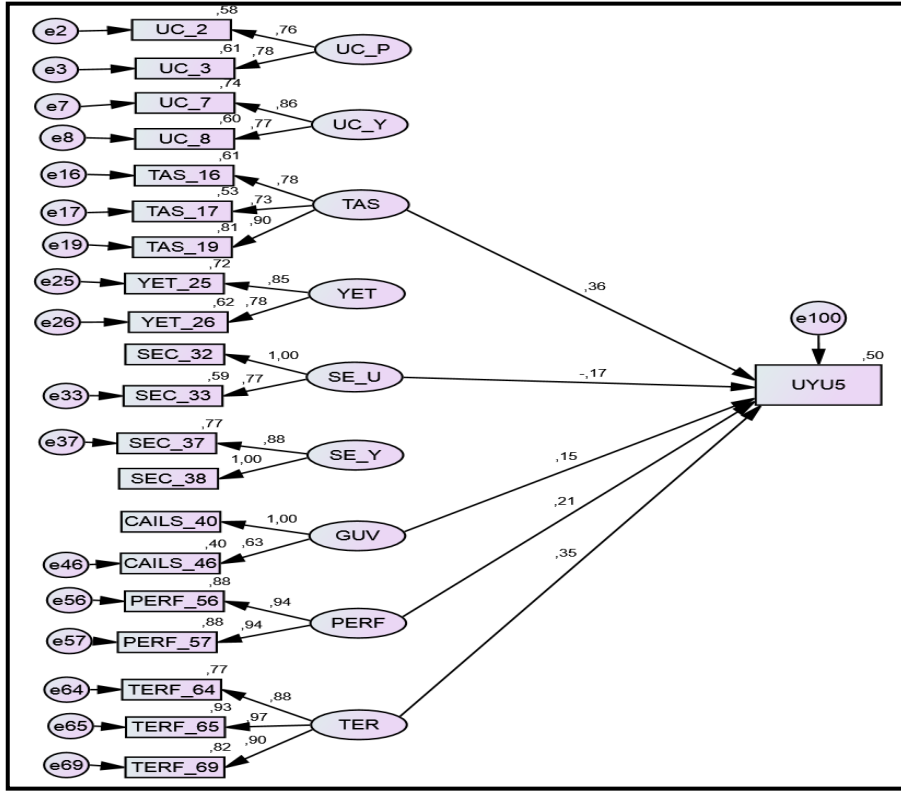 ,58
e2 UC_2 ,76
UC_P
,61 ,78
e3 UC_3
,74
e7 UC_7 ,86
UC_Y
,60 ,77
e8 UC_8
,61
e16 TAS_16 ,78
,53 ,73
e17 TAS_17 TAS
,81 ,90
e19 TAS_19
,72
e25 YET_25 ,85
YET
,36
e100
,62 ,78
e26 YET_26
SEC_32 1,00
,50
SE_U
-,17
UYU5
,59 ,77
e33 SEC_33
,77
e37 SEC_37 ,88
SE_Y
1,00
,15
SEC_38
,21
CAILS_40 1,00
GUV
,40 ,63
,35
e46 CAILS_46
,88
e56 PERF_56 ,94
PERF
,88 ,94
e57 PERF_57
,77
e64 TERF_64 ,88
,93 ,97
e65 TERF_65 TER
,82 ,90
e69 TERF_69